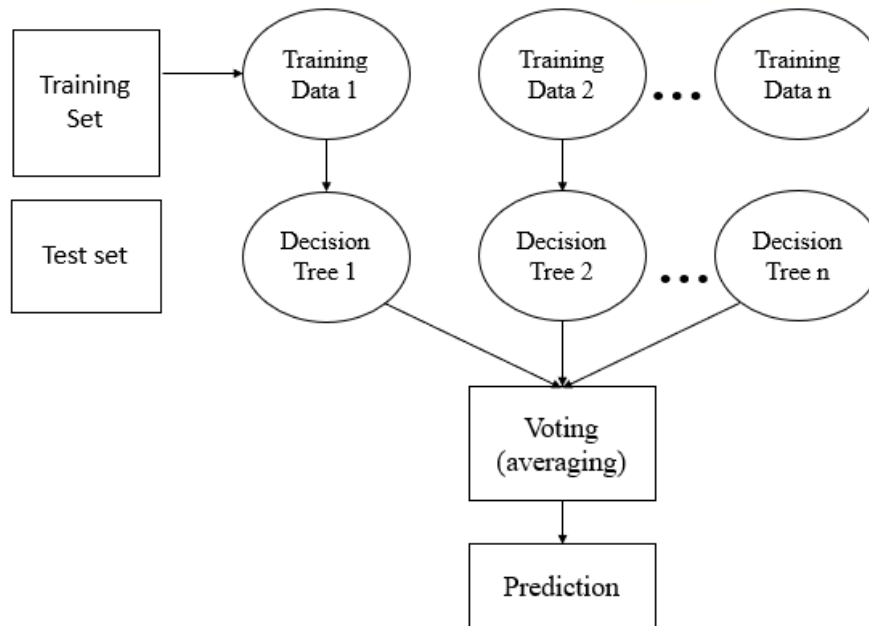 Training
Set
Training
Data 1
Training
Data 2
Training
Data n
Test set
Decision
Tree 1
Decision
Tree 2
Decision
Tree n
Voting
(averaging)
Prediction